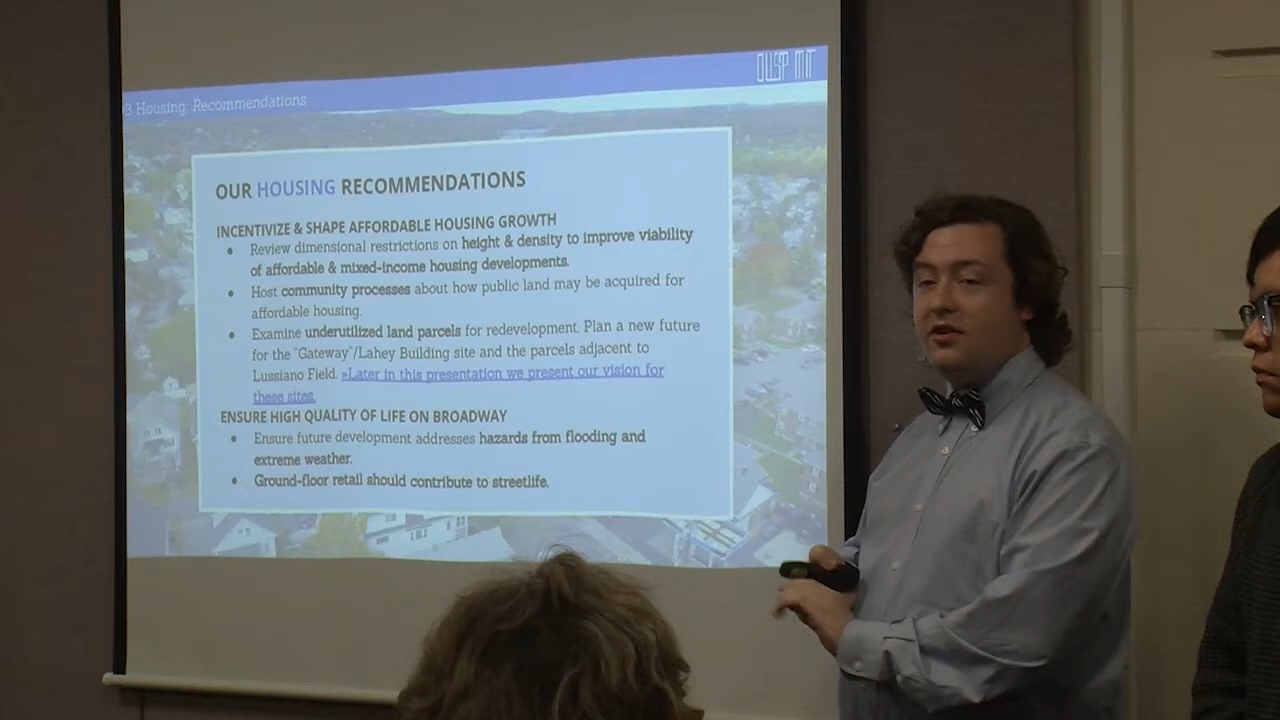 DUSP MIT
3 Housing: Recommendations
OUR HOUSING RECOMMENDATIONS
INCENTIVIZE & SHAPE AFFORDABLE HOUSING GROWTH
● Review dimensional restrictions on height & density to improve viability
of affordable & mixed-income housing developments.
● Host community processes about how public land may be acquired for
affordable housing.
● Examine underutilized land parcels for redevelopment. Plan a new future
for the "Gateway"/Lahey Building site and the parcels adjacent to
Lussiano Field. »Later in this presentation we present our vision for
these sites.
ENSURE HIGH QUALITY OF LIFE ON BROADWAY
● Ensure future development addresses hazards from flooding and
extreme weather.
● Ground-floor retail should contribute to streetlife.